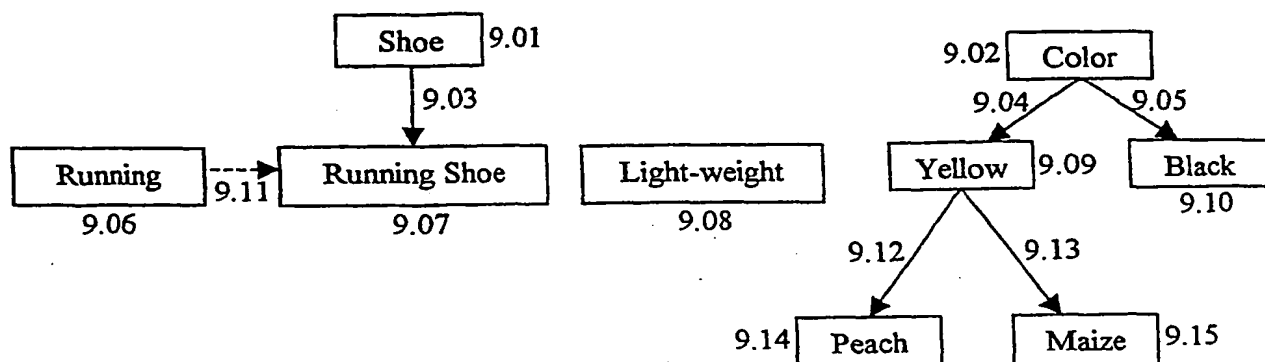 Shoe 9.01
9.02 Color
9.03 9.04 9.05
Running Running Shoe Light-weight Yellow 9.09 Black
9.11
9.06 9.07 9.08 9.10
9.12 9.13
9.14 Peach Maize 9.15